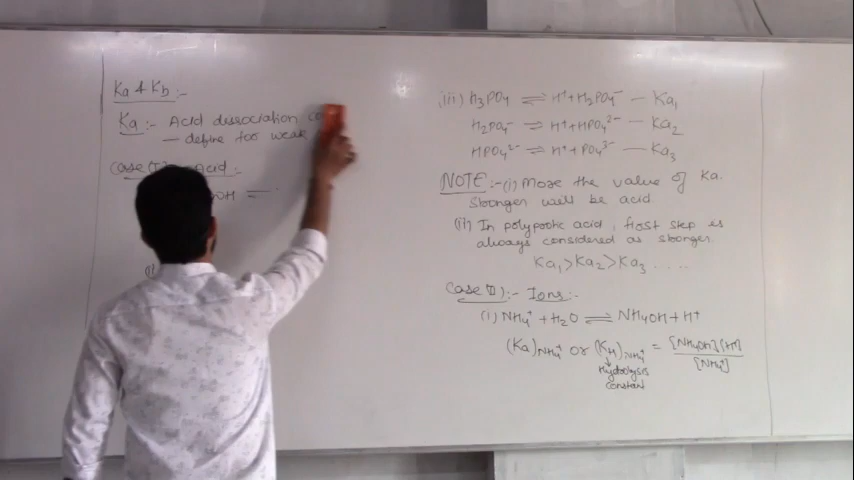 Ka & Kb :-
Ka :- Acid dissociation
— define for weak
Case (I) :- Acid :-
⇌
(iii) H₃PO₄ ⇌ H⁺ + H₂PO₄⁻ — Ka₁
H₂PO₄⁻ ⇌ H⁺ + HPO₄²⁻ — Ka₂
HPO₄²⁻ ⇌ H⁺ + PO₄³⁻ — Ka₃
NOTE :- (i) More the value of Ka.
Stronger will be acid.
(ii) In polyprotic acid, first step is
always considered as stronger.
Ka₁ > Ka₂ > Ka₃ ....
Case (II) :- Ions :-
(i) NH₄⁺ + H₂O ⇌ NH₄OH + H⁺
(Ka)NH₄⁺ or (KH)NH₄⁺ = [NH₄OH][H⁺] / [NH₄⁺]
Hydrolysis
constant